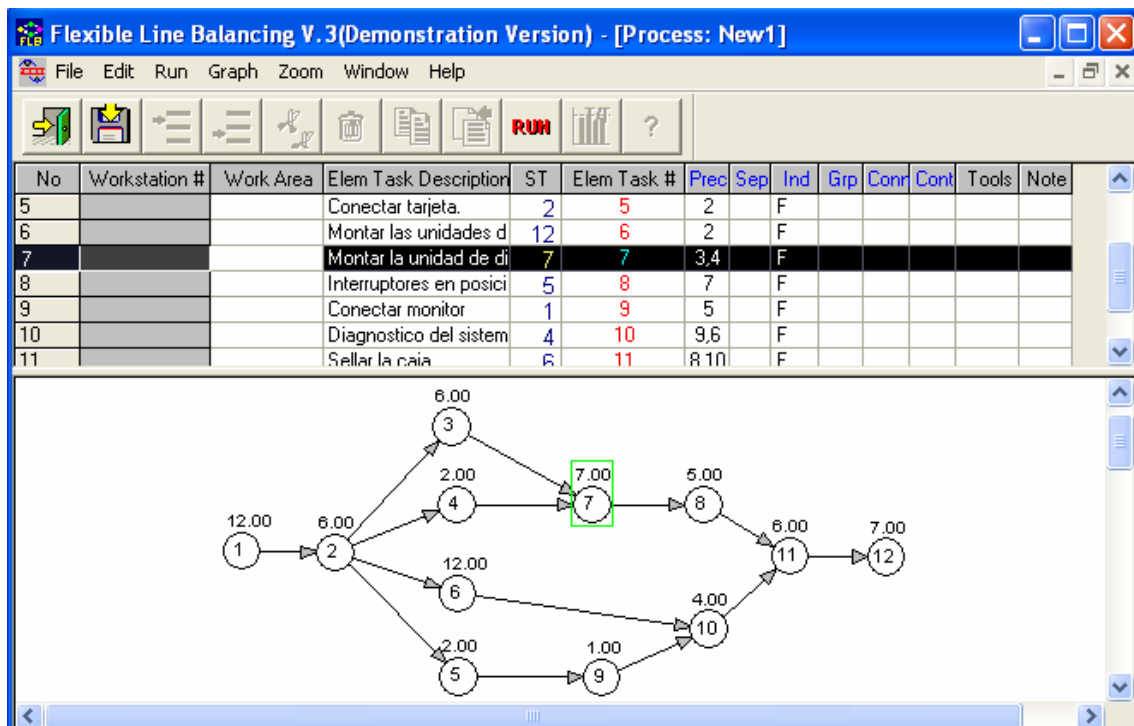 Flexible Line Balancing V.3(Demonstration Version) - [Process: New1]
File Edit Run Graph Zoom Window Help
RUN ?
No Workstation # Work Area Elem Task Description ST Elem Task # Prec Sep Ind Grp Conn Cont Tools Note
5 Conectar tarjeta. 2 5 2 F
6 Montar las unidades d 12 6 2 F
7 Montar la unidad de di 7 7 3,4 F
8 Interruptores en posici 5 8 7 F
9 Conectar monitor 1 9 5 F
10 Diagnostico del sistem 4 10 9,6 F
11 Sellar la caja 6 11 8,10 F
6.00
3
2.00 7.00 5.00
4 7 8
12.00 6.00 6.00 7.00
1 2 11 12
12.00
6 4.00
10
2.00 1.00
5 9